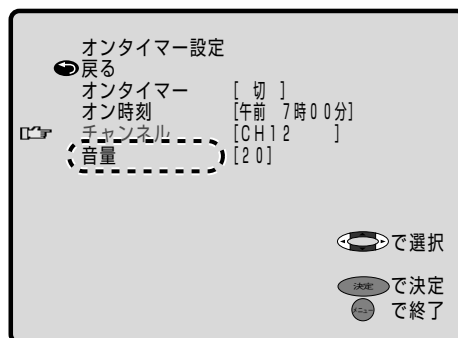 オンタイマー設定
戻る
オンタイマー [ 切 ]
オン時刻 [午前 7時00分]
チャンネル [CH12 ]
音量 [20]
で選択
決定 で決定
メニュー で終了